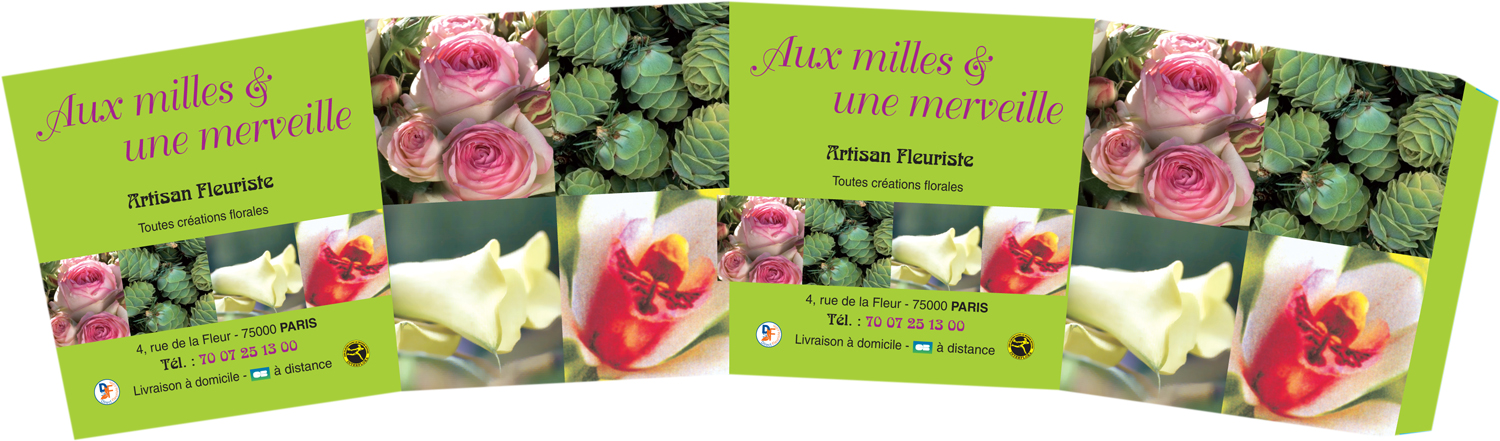 Aux milles &
une merveille
Artisan Fleuriste
Toutes créations florales
4, rue de la Fleur - 75000 PARIS
Tél. : 70 07 25 13 00
Livraison à domicile - à distance
Aux milles &
une merveille
Artisan Fleuriste
Toutes créations florales
4, rue de la Fleur - 75000 PARIS
Tél. : 70 07 25 13 00
Livraison à domicile - à distance